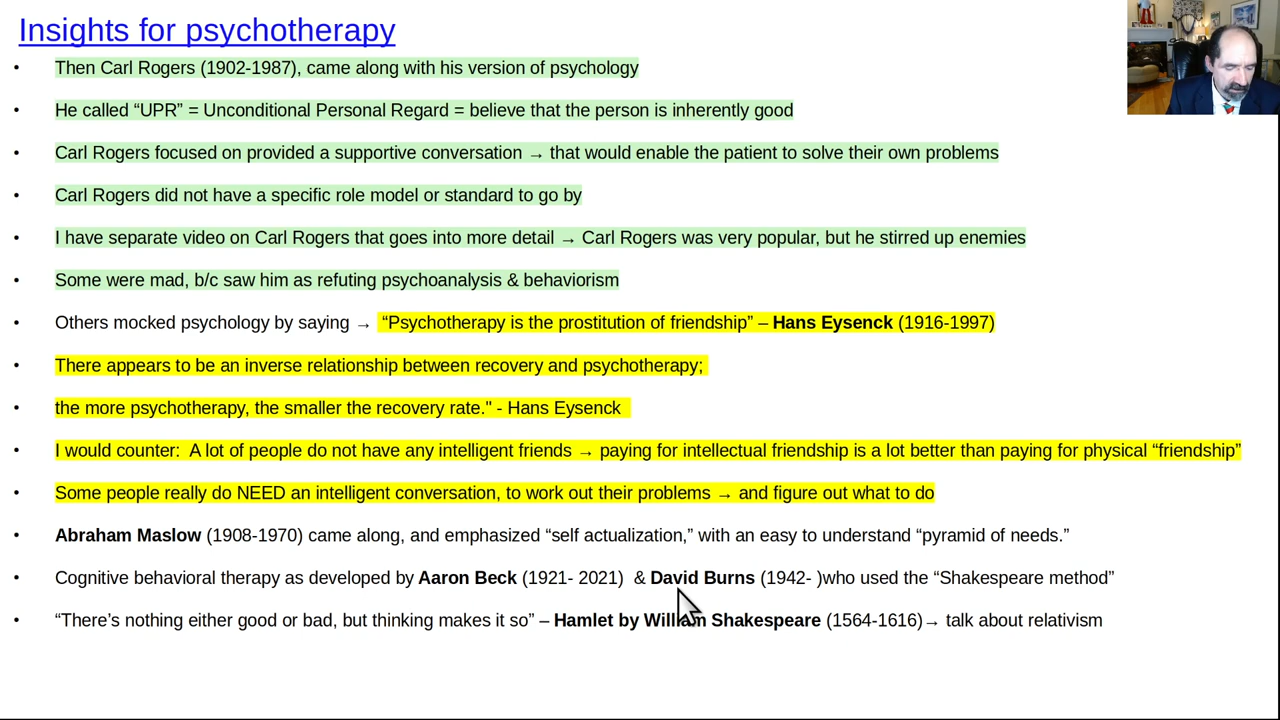 Insights for psychotherapy
• Then Carl Rogers (1902-1987), came along with his version of psychology
• He called “UPR” = Unconditional Personal Regard = believe that the person is inherently good
• Carl Rogers focused on provided a supportive conversation → that would enable the patient to solve their own problems
• Carl Rogers did not have a specific role model or standard to go by
• I have separate video on Carl Rogers that goes into more detail → Carl Rogers was very popular, but he stirred up enemies
• Some were mad, b/c saw him as refuting psychoanalysis & behaviorism
• Others mocked psychology by saying → “Psychotherapy is the prostitution of friendship” – Hans Eysenck (1916-1997)
• There appears to be an inverse relationship between recovery and psychotherapy;
• the more psychotherapy, the smaller the recovery rate." - Hans Eysenck
• I would counter: A lot of people do not have any intelligent friends → paying for intellectual friendship is a lot better than paying for physical “friendship”
• Some people really do NEED an intelligent conversation, to work out their problems → and figure out what to do
• Abraham Maslow (1908-1970) came along, and emphasized “self actualization,” with an easy to understand “pyramid of needs.”
• Cognitive behavioral therapy as developed by Aaron Beck (1921- 2021) & David Burns (1942- )who used the “Shakespeare method”
• “There’s nothing either good or bad, but thinking makes it so” – Hamlet by William Shakespeare (1564-1616)→ talk about relativism